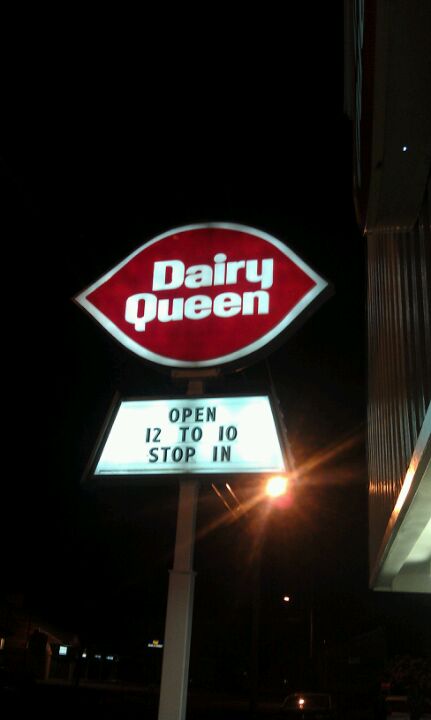 Dairy
Queen
OPEN
12 TO 10
STOP IN